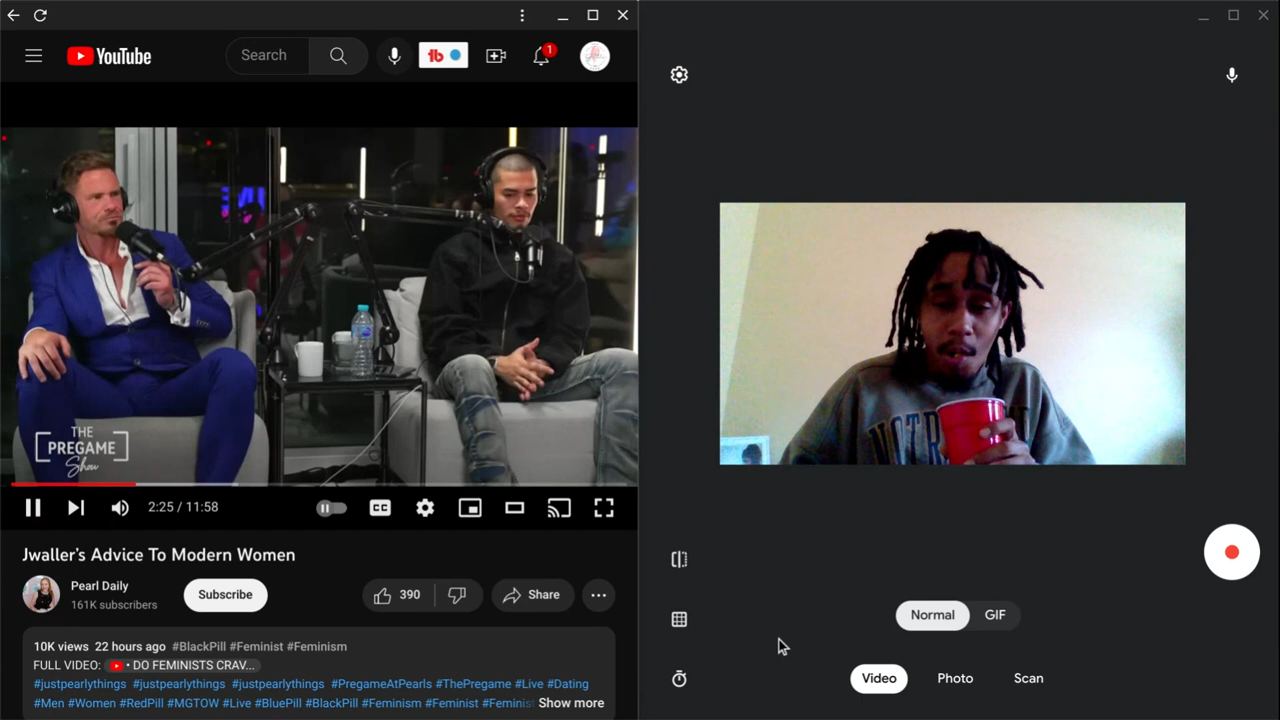 YouTube
Search
1
THE
PREGAME
Show
2:25 / 11:58
CC
Jwaller's Advice To Modern Women
Pearl Daily
161K subscribers
Subscribe
390
Share
10K views 22 hours ago #BlackPill #Feminist #Feminism
FULL VIDEO: • DO FEMINISTS CRAV...
#justpearlythings #justpearlythings #justpearlythings #PregameAtPearls #ThePregame #Live #Dating
#Men #Women #RedPill #MGTOW #Live #BluePill #BlackPill #Feminism #Feminist #Feminis Show more
NOTR
Normal
GIF
Video
Photo
Scan